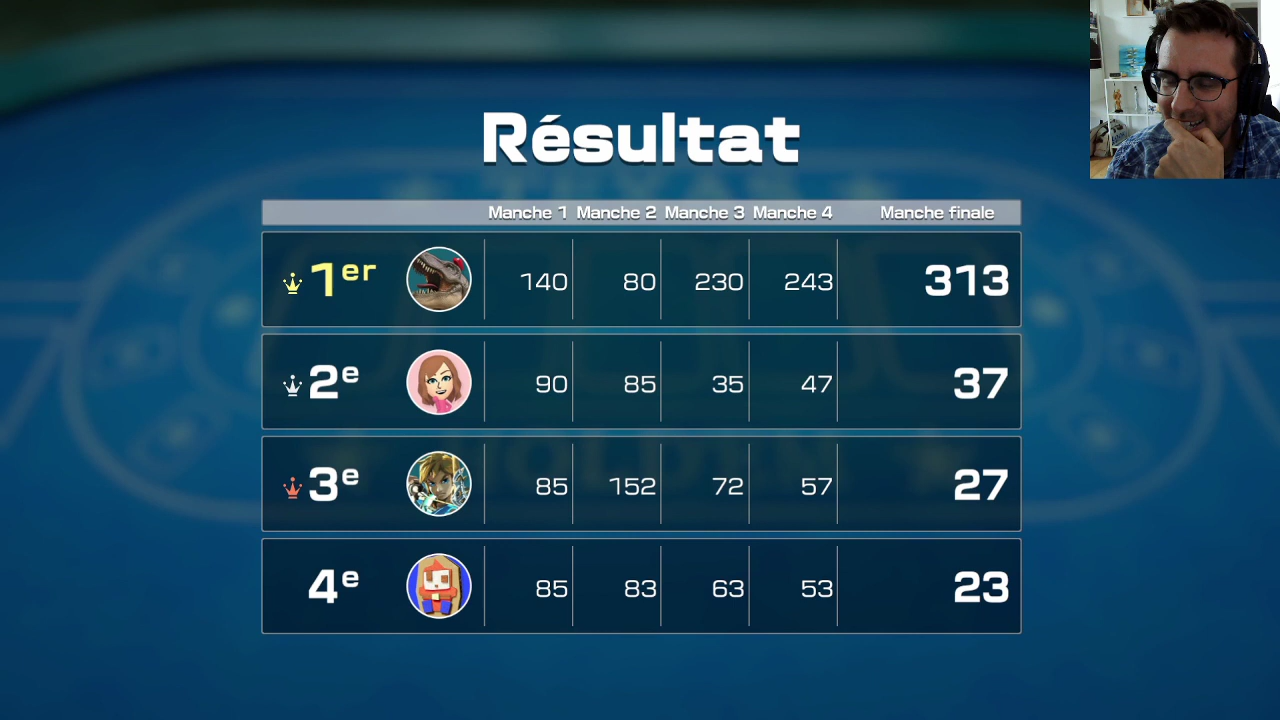 Résultat
Manche 1 Manche 2 Manche 3 Manche 4 Manche finale
1er 140 80 230 243 313
2e 90 85 35 47 37
3e 85 152 72 57 27
4e 85 83 63 53 23